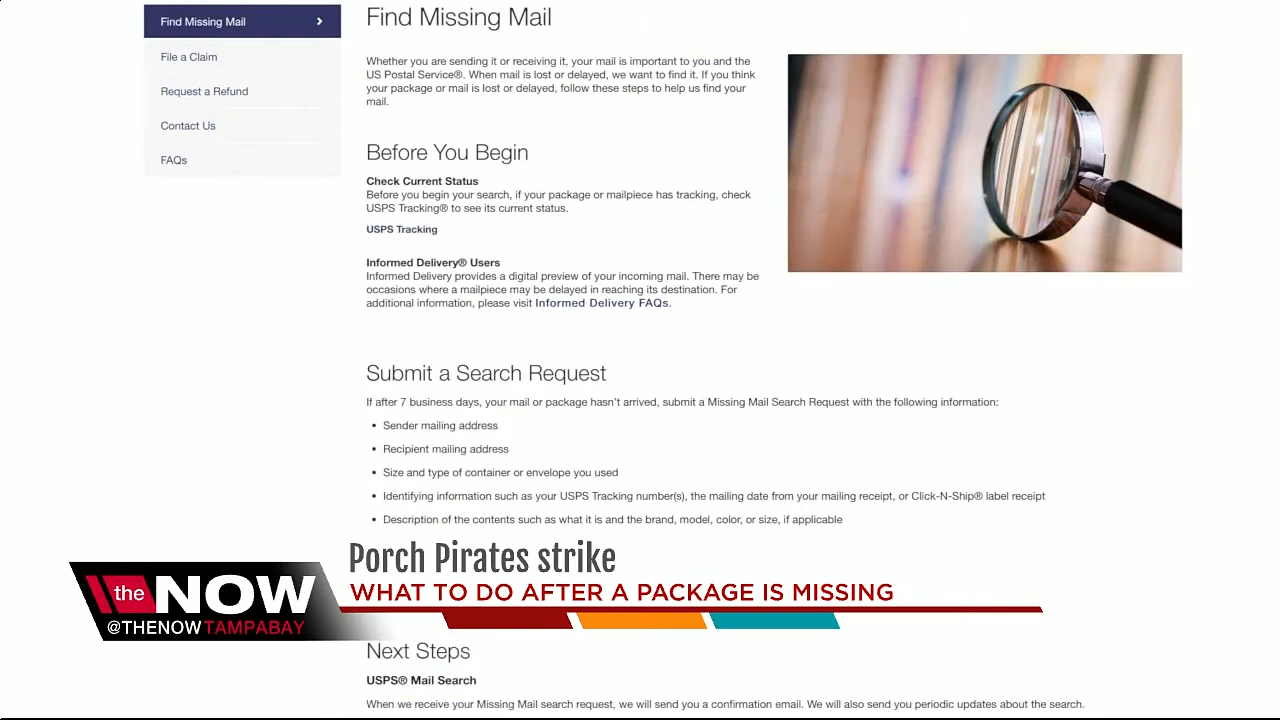 Find Missing Mail
File a Claim
Request a Refund
Contact Us
FAQs
Find Missing Mail
Whether you are sending it or receiving it, your mail is important to you and the
US Postal Service®. When mail is lost or delayed, we want to find it. If you think
your package or mail is lost or delayed, follow these steps to help us find your
mail.
Before You Begin
Check Current Status
Before you begin your search, if your package or mailpiece has tracking, check
USPS Tracking® to see its current status.
USPS Tracking
Informed Delivery® Users
Informed Delivery provides a digital preview of your incoming mail. There may be
occasions where a mailpiece may be delayed in reaching its destination. For
additional information, please visit Informed Delivery FAQs.
Submit a Search Request
If after 7 business days, your mail or package hasn't arrived, submit a Missing Mail Search Request with the following information:
• Sender mailing address
• Recipient mailing address
• Size and type of container or envelope you used
• Identifying information such as your USPS Tracking number(s), the mailing date from your mailing receipt, or Click-N-Ship® label receipt
• Description of the contents such as what it is and the brand, model, color, or size, if applicable
Porch Pirates strike
WHAT TO DO AFTER A PACKAGE IS MISSING
the NOW
@THENOWTAMPABAY
Next Steps
USPS® Mail Search
When we receive your Missing Mail search request, we will send you a confirmation email. We will also send you periodic updates about the search.